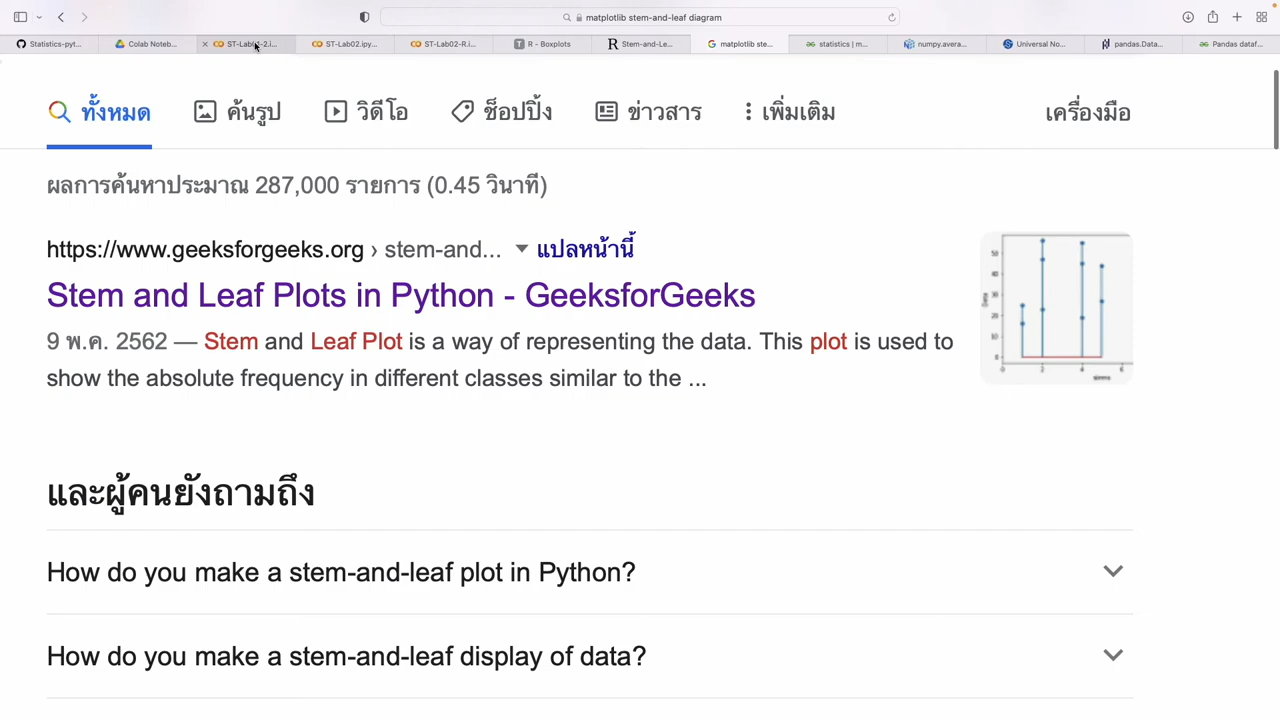 matplotlib stem-and-leaf diagram
Statistics-pyt...
Colab Noteb...
ST-Lab01-2.i...
ST-Lab02.ipy...
ST-Lab02-R.i...
R - Boxplots
Stem-and-Le...
matplotlib ste...
statistics | m...
numpy.avera...
Universal No...
pandas.Data...
Pandas dataf...
ทั้งหมด
ค้นรูป
วิดีโอ
ช็อปปิ้ง
ข่าวสาร
เพิ่มเติม
เครื่องมือ
ผลการค้นหาประมาณ 287,000 รายการ (0.45 วินาที)
https://www.geeksforgeeks.org › stem-and... แปลหน้านี้
Stem and Leaf Plots in Python - GeeksforGeeks
9 พ.ค. 2562 — Stem and Leaf Plot is a way of representing the data. This plot is used to
show the absolute frequency in different classes similar to the ...
และผู้คนยังถามถึง
How do you make a stem-and-leaf plot in Python?
How do you make a stem-and-leaf display of data?